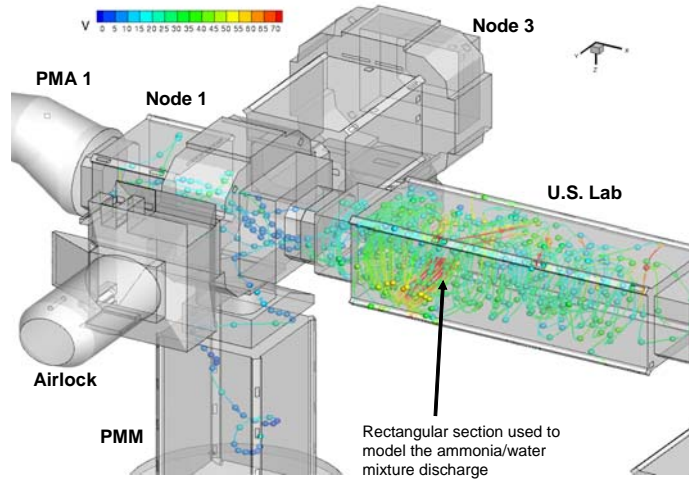 V 0 5 10 15 20 25 30 35 40 45 50 55 60 65 70
Node 3
X
Y
Z
PMA 1
Node 1
U.S. Lab
Airlock
PMM
Rectangular section used to
model the ammonia/water
mixture discharge